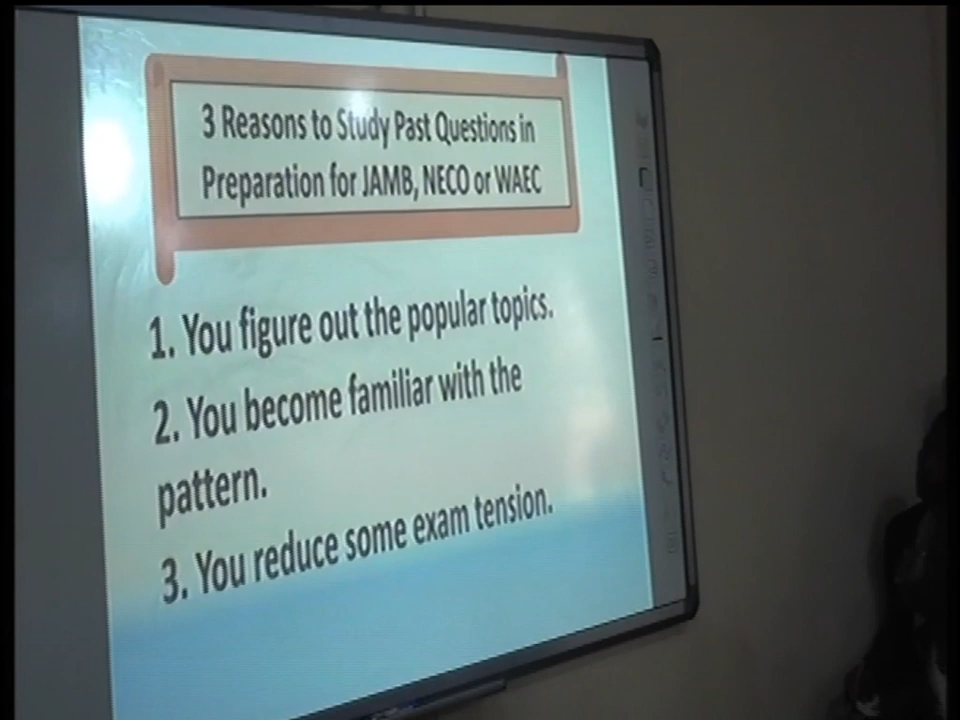 3 Reasons to Study Past Questions in
Preparation for JAMB, NECO or WAEC
1. You figure out the popular topics.
2. You become familiar with the
pattern.
3. You reduce some exam tension.